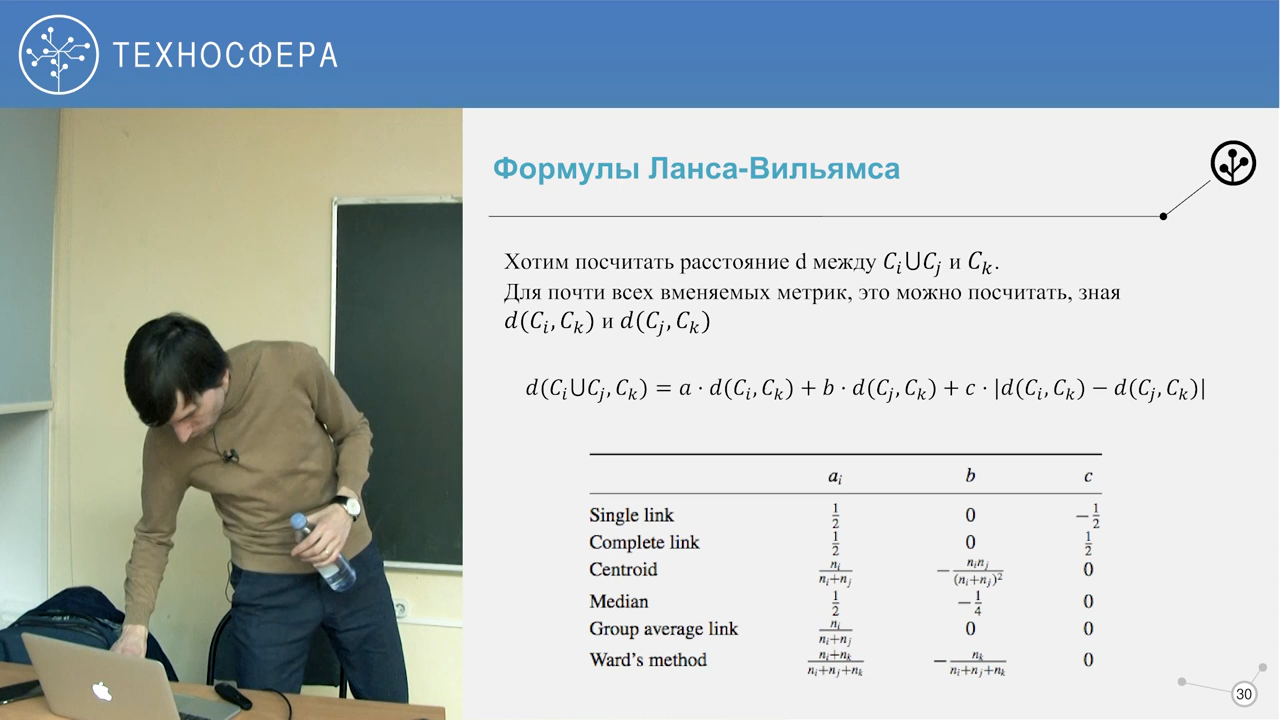 ТЕХНОСФЕРА
Формулы Ланса-Вильямса
Хотим посчитать расстояние d между C_i⋃C_j и C_k.
Для почти всех вменяемых метрик, это можно посчитать, зная
d(C_i, C_k) и d(C_j, C_k)
d(C_i⋃C_j, C_k) = a · d(C_i, C_k) + b · d(C_j, C_k) + c · |d(C_i, C_k) − d(C_j, C_k)|
a_i b c
Single link 1/2 0 −1/2
Complete link 1/2 0 1/2
Centroid n_i/(n_i+n_j) −n_i n_j/(n_i+n_j)² 0
Median 1/2 −1/4 0
Group average link n_i/(n_i+n_j) 0 0
Ward's method (n_i+n_k)/(n_i+n_j+n_k) −n_k/(n_i+n_j+n_k) 0
30